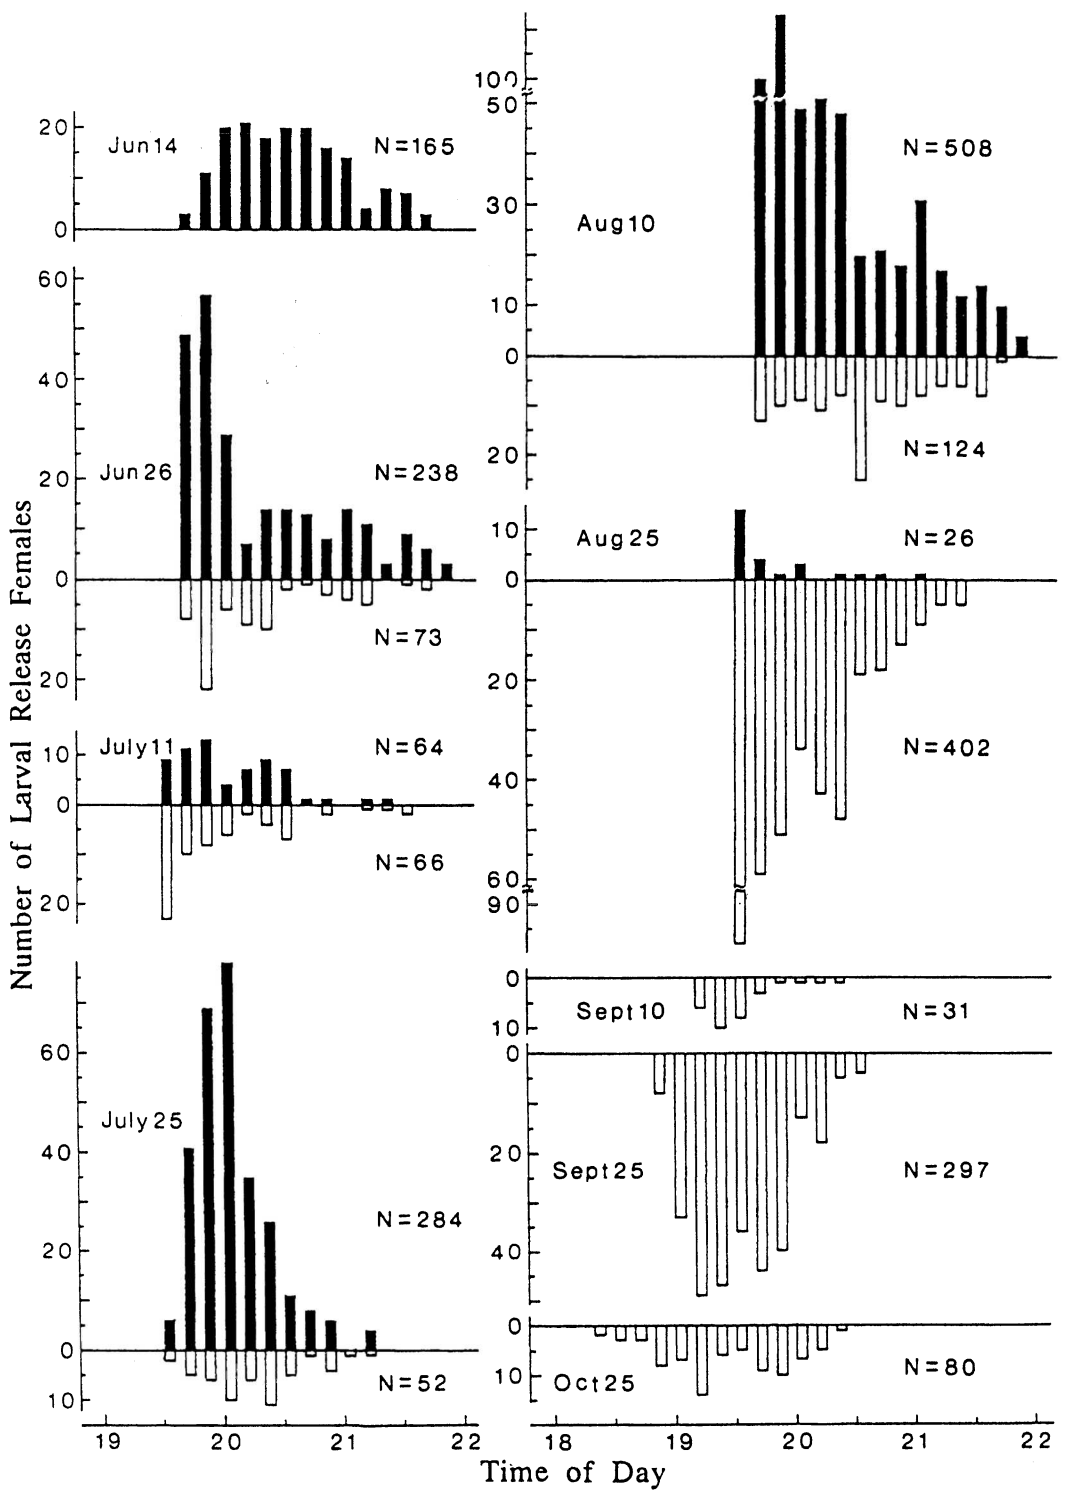 Number of Larval Release Females
20
0
Jun14
N=165
60
40
20
0
20
Jun26
N=238
N=73
10
0
20
July11
N=64
N=66
60
40
20
0
10
July25
N=284
N=52
19
20
21
22
100
50
30
10
0
20
Aug10
N=508
N=124
10
0
20
40
60
90
Aug25
N=26
N=402
0
10
Sept10
N=31
0
20
40
Sept25
N=297
0
10
Oct25
N=80
18
19
20
21
22
Time of Day